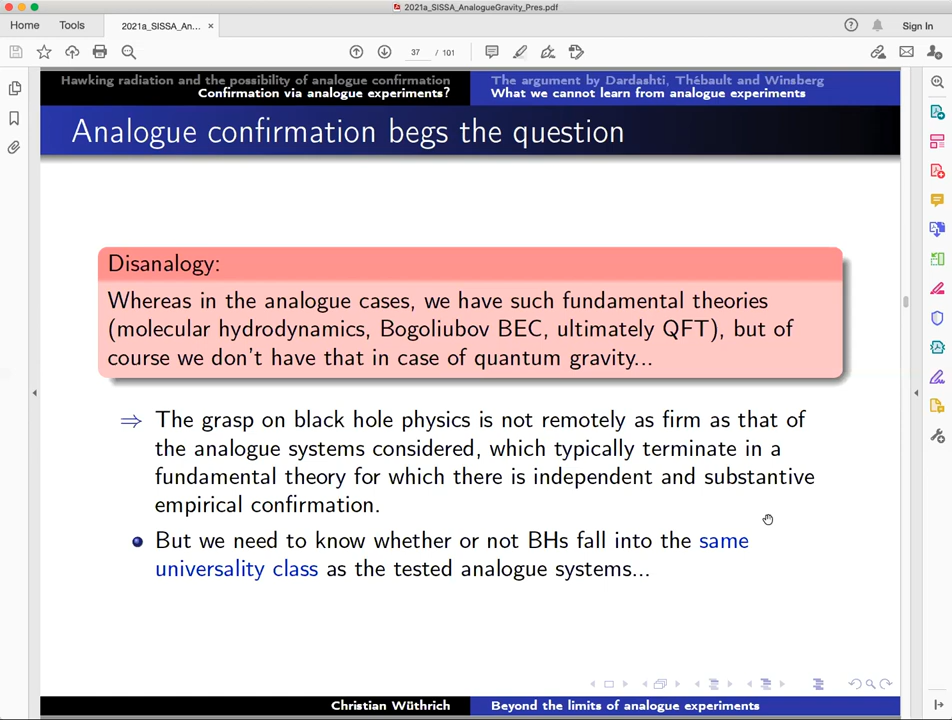 2021a_SISSA_AnalogueGravity_Pres.pdf
Home Tools 2021a_SISSA_An... × Sign In
37 / 101
Hawking radiation and the possibility of analogue confirmation
Confirmation via analogue experiments?
The argument by Dardashti, Thébault and Winsberg
What we cannot learn from analogue experiments
Analogue confirmation begs the question
Disanalogy:
Whereas in the analogue cases, we have such fundamental theories
(molecular hydrodynamics, Bogoliubov BEC, ultimately QFT), but of
course we don't have that in case of quantum gravity...
⇒ The grasp on black hole physics is not remotely as firm as that of
the analogue systems considered, which typically terminate in a
fundamental theory for which there is independent and substantive
empirical confirmation.
But we need to know whether or not BHs fall into the same
universality class as the tested analogue systems...
Christian Wüthrich
Beyond the limits of analogue experiments